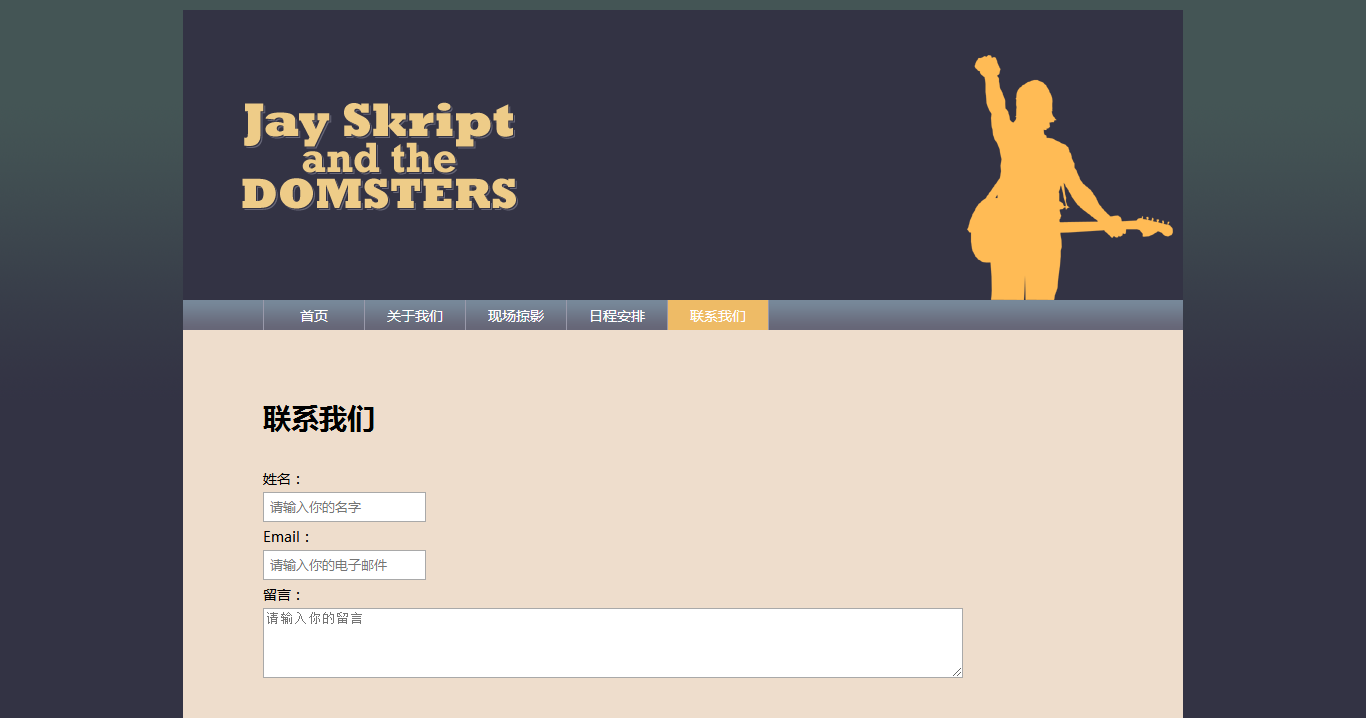 Jay Skript
and the
DOMSTERS
首页 关于我们 现场掠影 日程安排 联系我们
联系我们
姓名：
请输入你的名字
Email：
请输入你的电子邮件
留言：
请输入你的留言